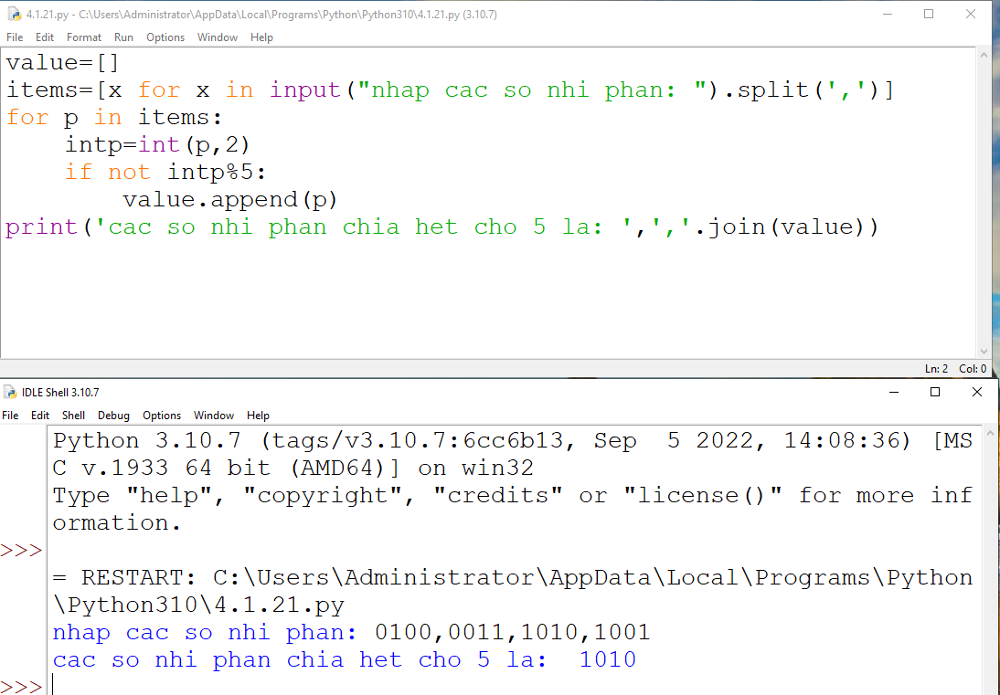 4.1.21.py - C:\Users\Administrator\AppData\Local\Programs\Python\Python310\4.1.21.py (3.10.7)
File Edit Format Run Options Window Help
value=[]
items=[x for x in input("nhap cac so nhi phan: ").split(',')]
for p in items:
    intp=int(p,2)
    if not intp%5:
        value.append(p)
print('cac so nhi phan chia het cho 5 la: ',','.join(value))
Ln: 2 Col: 0
IDLE Shell 3.10.7
File Edit Shell Debug Options Window Help
Python 3.10.7 (tags/v3.10.7:6cc6b13, Sep  5 2022, 14:08:36) [MS
C v.1933 64 bit (AMD64)] on win32
Type "help", "copyright", "credits" or "license()" for more inf
ormation.
>>>
= RESTART: C:\Users\Administrator\AppData\Local\Programs\Python
\Python310\4.1.21.py
nhap cac so nhi phan: 0100,0011,1010,1001
cac so nhi phan chia het cho 5 la:  1010
>>>